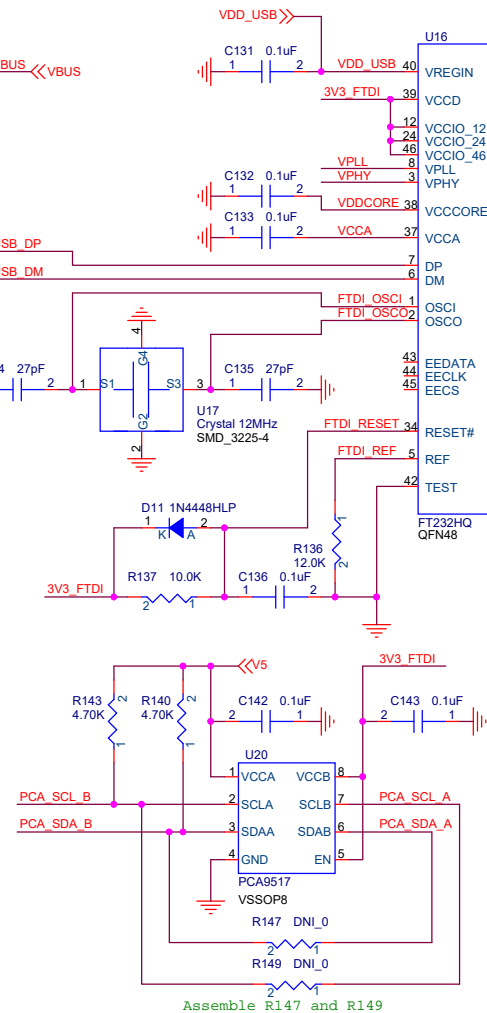 VDD_USB
U16
C131 0.1uF
1 2
VDD_USB 40 VREGIN
BUS VBUS
3V3_FTDI 39 VCCD
12 VCCIO_12
24 VCCIO_24
46 VCCIO_46
VPLL 8 VPLL
VPHY 3 VPHY
C132 0.1uF
1 2
VDDCORE 38 VCCCORE
C133 0.1uF
1 2
VCCA 37 VCCA
SB_DP 7 DP
SB_DM 6 DM
FTDI_OSCI 1 OSCI
FTDI_OSCO 2 OSCO
4
G4
43 EEDATA
44 EECLK
45 EECS
4 27pF
2 1 S1 S3 3
C135 27pF
1 2
G2
2
U17
Crystal 12MHz
SMD_3225-4
FTDI_RESET 34 RESET#
FTDI_REF 5 REF
42 TEST
FT232HQ
QFN48
D11 1N4448HLP
1 2
K A
1
R136
12.0K
2
R137 10.0K
2 1
C136 0.1uF
1 2
3V3_FTDI
V5
3V3_FTDI
R143
4.70K
2
1
R140
4.70K
2
1
C142 0.1uF
2 1
C143 0.1uF
2 1
U20
1 VCCA VCCB 8
PCA_SCL_B 2 SCLA SCLB 7 PCA_SCL_A
PCA_SDA_B 3 SDAA SDAB 6 PCA_SDA_A
4 GND EN 5
PCA9517
VSSOP8
R147 DNI_0
2 1
R149 DNI_0
2 1
Assemble R147 and R149